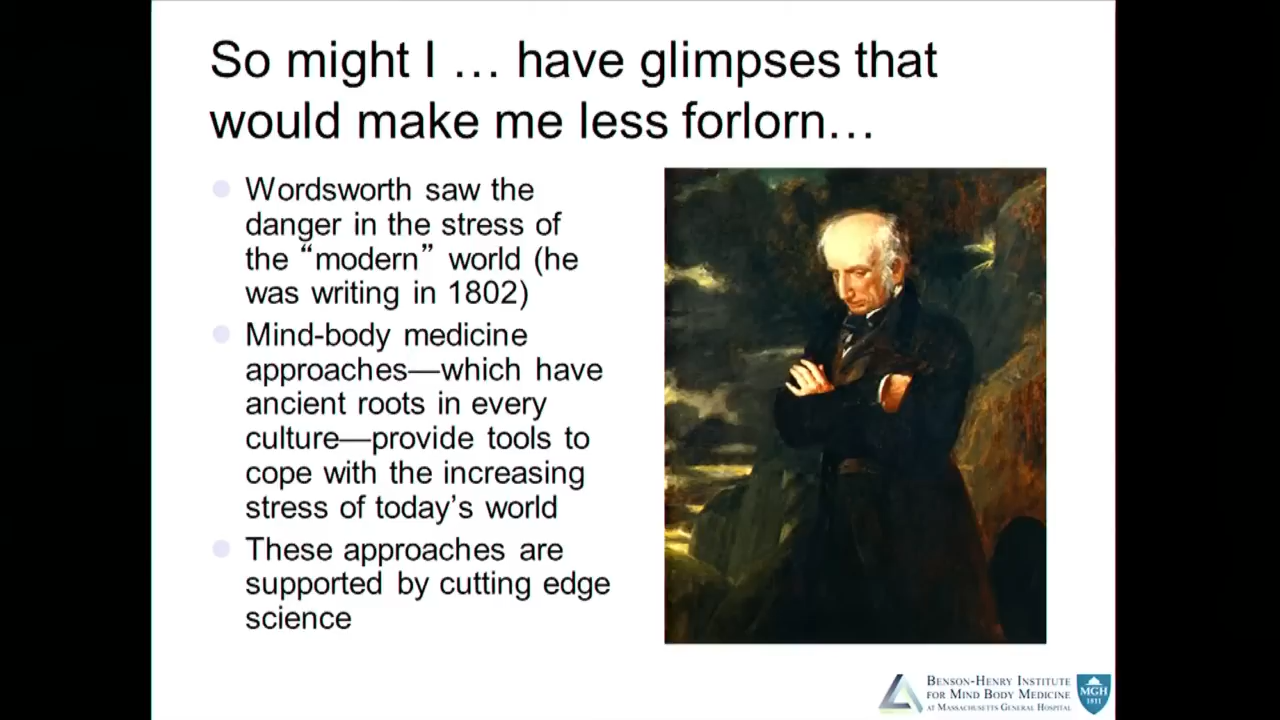 So might I … have glimpses that
would make me less forlorn…
Wordsworth saw the
danger in the stress of
the “modern” world (he
was writing in 1802)
Mind-body medicine
approaches—which have
ancient roots in every
culture—provide tools to
cope with the increasing
stress of today’s world
These approaches are
supported by cutting edge
science
BENSON-HENRY INSTITUTE
FOR MIND BODY MEDICINE
AT MASSACHUSETTS GENERAL HOSPITAL
MGH
1811